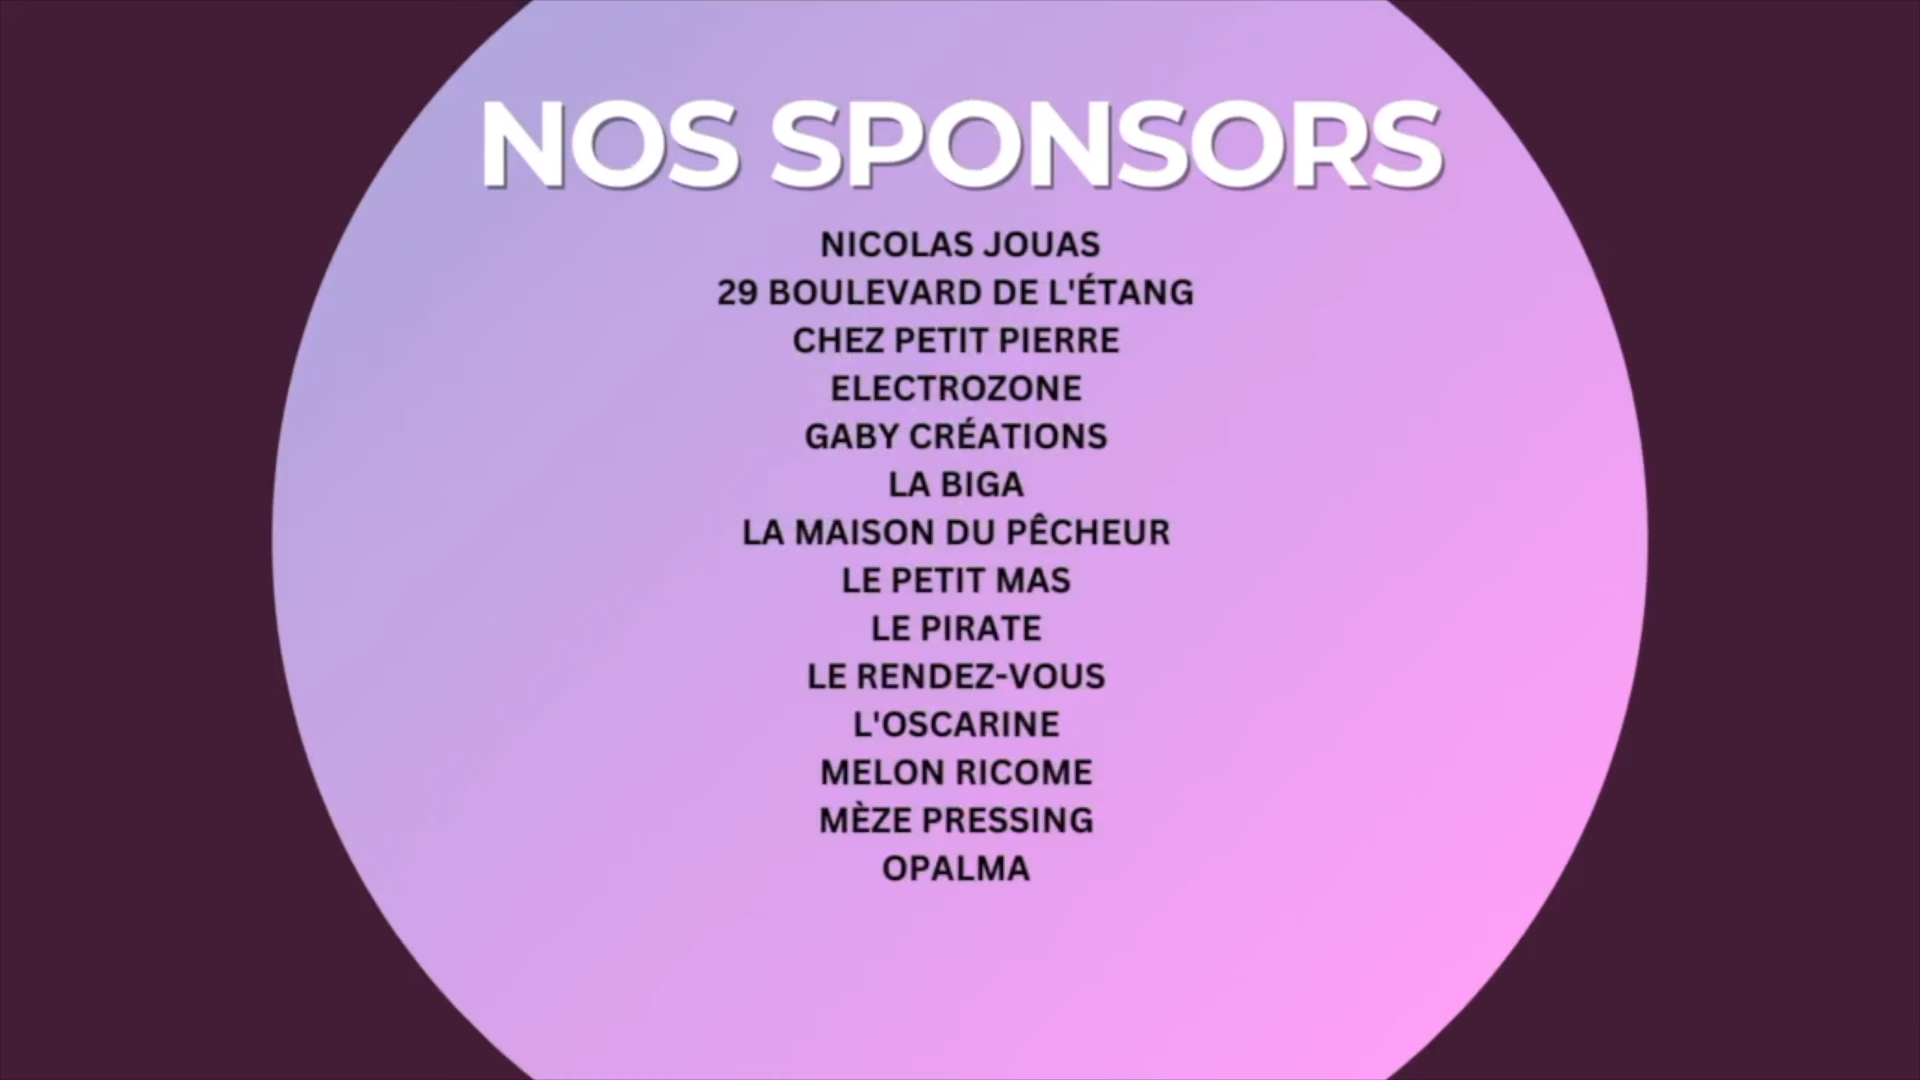 NOS SPONSORS
NICOLAS JOUAS
29 BOULEVARD DE L'ÉTANG
CHEZ PETIT PIERRE
ELECTROZONE
GABY CRÉATIONS
LA BIGA
LA MAISON DU PÊCHEUR
LE PETIT MAS
LE PIRATE
LE RENDEZ-VOUS
L'OSCARINE
MELON RICOME
MÈZE PRESSING
OPALMA